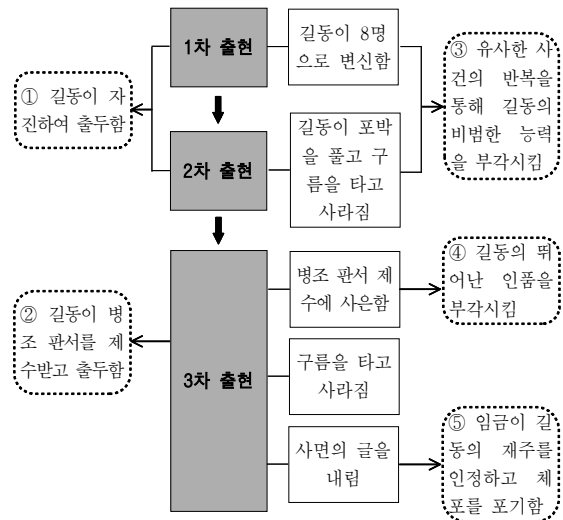 1차 출현
길동이 8명
으로 변신함
① 길동이 자
진하여 출두함
③ 유사한 사
건의 반복을
통해 길동의
비범한 능력
을 부각시킴
2차 출현
길동이 포박
을 풀고 구
름을 타고
사라짐
3차 출현
② 길동이 병
조 판서를 제
수받고 출두함
병조 판서 제
수에 사은함
④ 길동의 뛰
어난 인품을
부각시킴
구름을 타고
사라짐
사면의 글을
내림
⑤ 임금이 길
동의 재주를
인정하고 체
포를 포기함